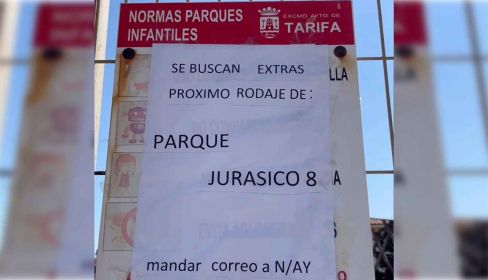 NORMAS PARQUES
INFANTILES
EXCMO AYTO DE
TARIFA
SE BUSCAN EXTRAS
PROXIMO RODAJE DE:
PARQUE
JURASICO 8
mandar correo a N/AY